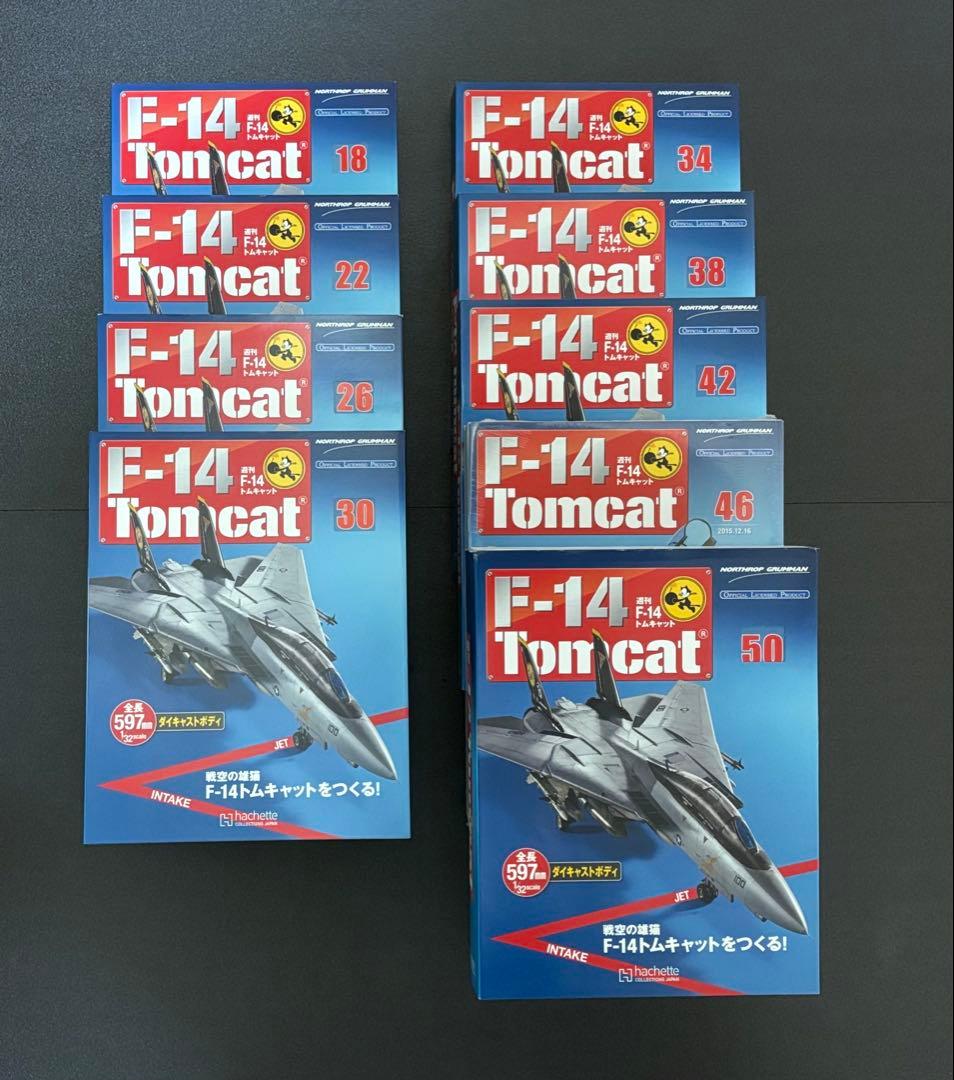 F-14
週刊
F-14
トムキャット
Tomcat®
NORTHROP GRUMMAN
OFFICIAL LICENSED PRODUCT
18
F-14
週刊
F-14
トムキャット
Tomcat®
NORTHROP GRUMMAN
OFFICIAL LICENSED PRODUCT
22
F-14
週刊
F-14
トムキャット
Tomcat®
NORTHROP GRUMMAN
OFFICIAL LICENSED PRODUCT
26
F-14
週刊
F-14
トムキャット
Tomcat®
NORTHROP GRUMMAN
OFFICIAL LICENSED PRODUCT
30
全長
597mm
1/32scale
ダイキャストボディ
JET
INTAKE
戦空の雄猫
F-14トムキャットをつくる!
hachette
COLLECTIONS JAPAN
F-14
週刊
F-14
トムキャット
Tomcat®
NORTHROP GRUMMAN
OFFICIAL LICENSED PRODUCT
34
F-14
週刊
F-14
トムキャット
Tomcat®
NORTHROP GRUMMAN
OFFICIAL LICENSED PRODUCT
38
F-14
週刊
F-14
トムキャット
Tomcat®
NORTHROP GRUMMAN
OFFICIAL LICENSED PRODUCT
42
F-14
週刊
F-14
トムキャット
Tomcat®
NORTHROP GRUMMAN
OFFICIAL LICENSED PRODUCT
46
2015.12.16
F-14
週刊
F-14
トムキャット
Tomcat®
NORTHROP GRUMMAN
OFFICIAL LICENSED PRODUCT
50
100
全長
597mm
1/32scale
ダイキャストボディ
JET
INTAKE
戦空の雄猫
F-14トムキャットをつくる!
hachette
COLLECTIONS JAPAN